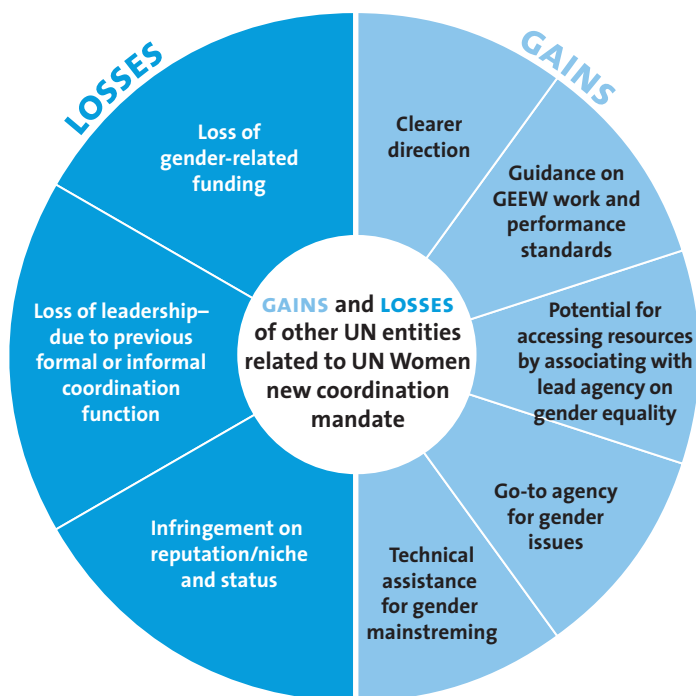 LOSSES
Loss of
gender-related
funding
Loss of leadership–
due to previous
formal or informal
coordination
function
Infringement on
reputation/niche
and status
GAINS and LOSSES
of other UN entities
related to UN Women
new coordination
mandate
GAINS
Clearer
direction
Guidance on
GEEW work and
performance
standards
Potential for
accessing resources
by associating with
lead agency on
gender equality
Go-to agency
for gender
issues
Technical
assistance
for gender
mainstreming